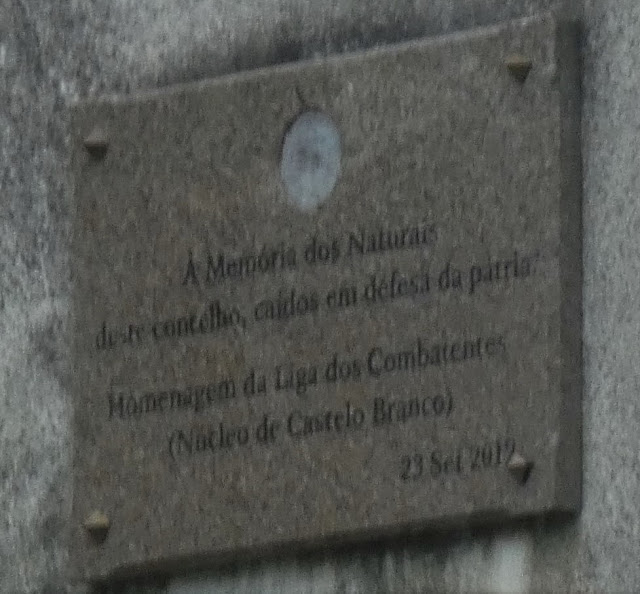 À Memória dos Naturais
deste concelho, caídos em defesa da pátria.
Homenagem da Liga dos Combatentes
(Núcleo de Castelo Branco)
23 Set 2012